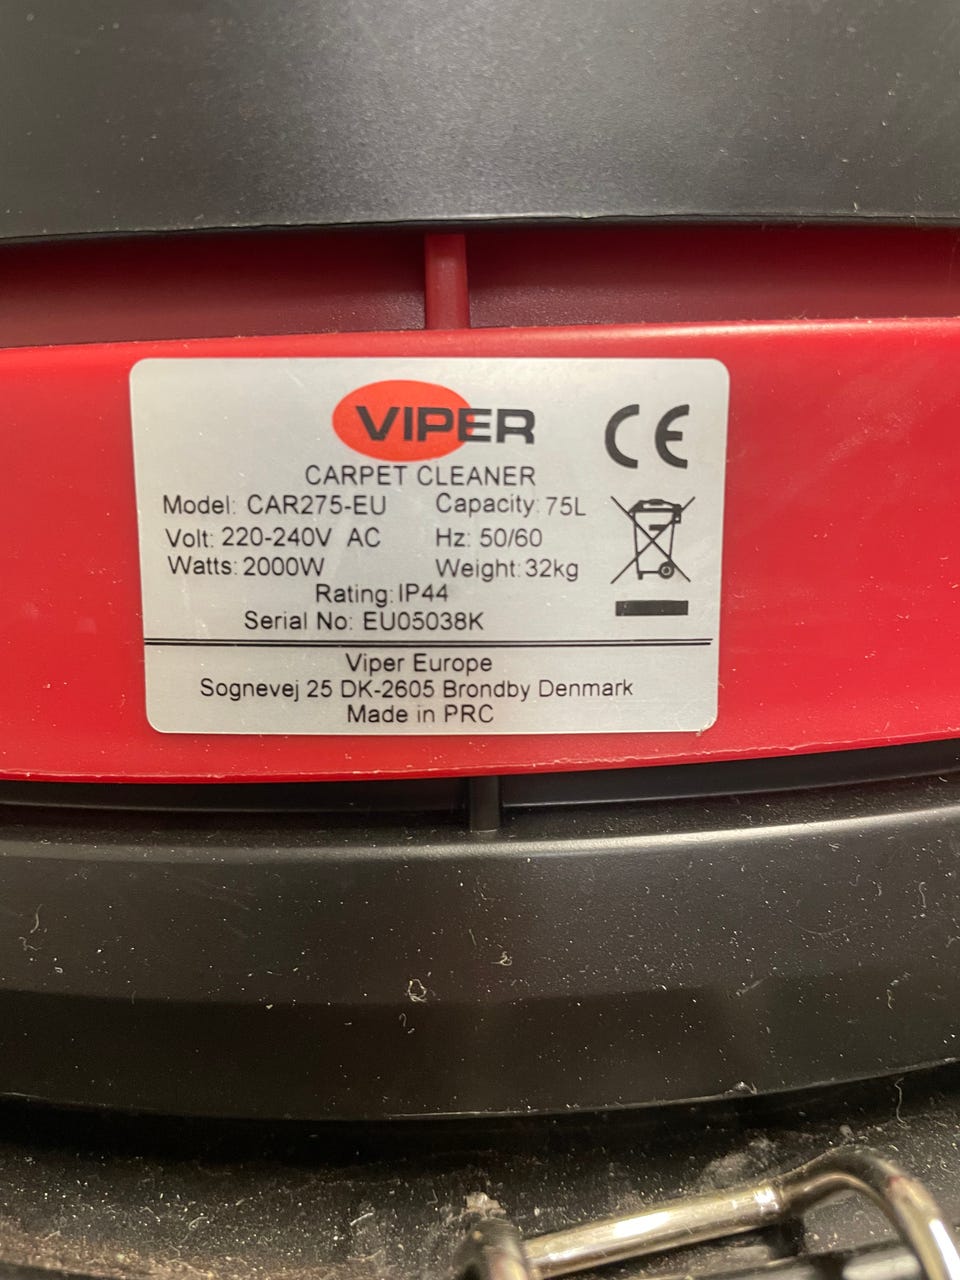 VIPER
CE
CARPET CLEANER
Model: CAR275-EU Capacity: 75L
Volt: 220-240V AC Hz: 50/60
Watts: 2000W Weight: 32kg
Rating: IP44
Serial No: EU05038K
Viper Europe
Sognevej 25 DK-2605 Brondby Denmark
Made in PRC